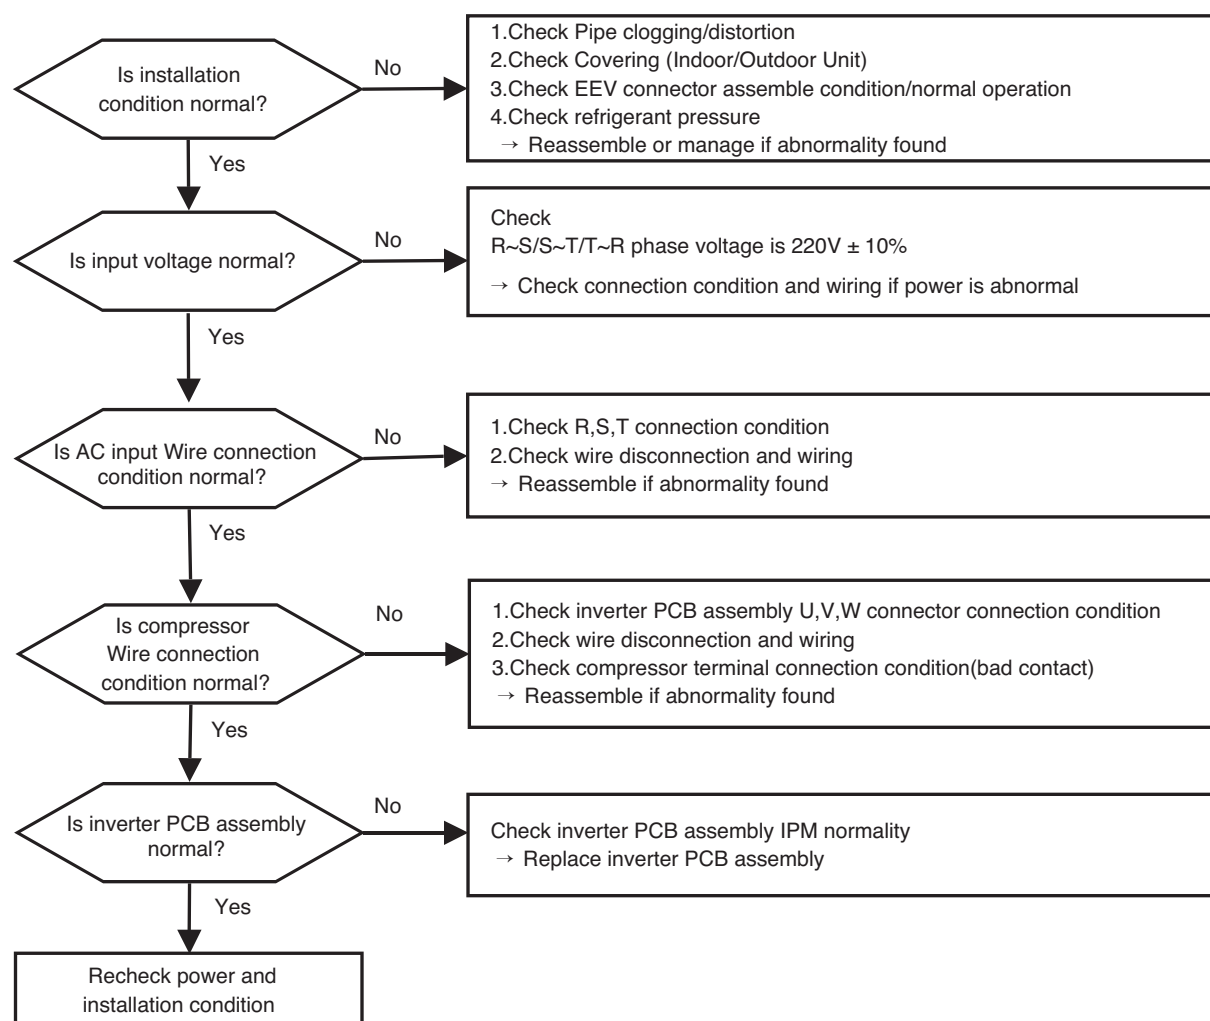 Is installation
condition normal?
No
1.Check Pipe clogging/distortion
2.Check Covering (Indoor/Outdoor Unit)
3.Check EEV connector assemble condition/normal operation
4.Check refrigerant pressure
→ Reassemble or manage if abnormality found
Yes
Is input voltage normal?
No
Check
R~S/S~T/T~R phase voltage is 220V ± 10%
→ Check connection condition and wiring if power is abnormal
Yes
Is AC input Wire connection
condition normal?
No
1.Check R,S,T connection condition
2.Check wire disconnection and wiring
→ Reassemble if abnormality found
Yes
Is compressor
Wire connection
condition normal?
No
1.Check inverter PCB assembly U,V,W connector connection condition
2.Check wire disconnection and wiring
3.Check compressor terminal connection condition(bad contact)
→ Reassemble if abnormality found
Yes
Is inverter PCB assembly
normal?
No
Check inverter PCB assembly IPM normality
→ Replace inverter PCB assembly
Yes
Recheck power and
installation condition